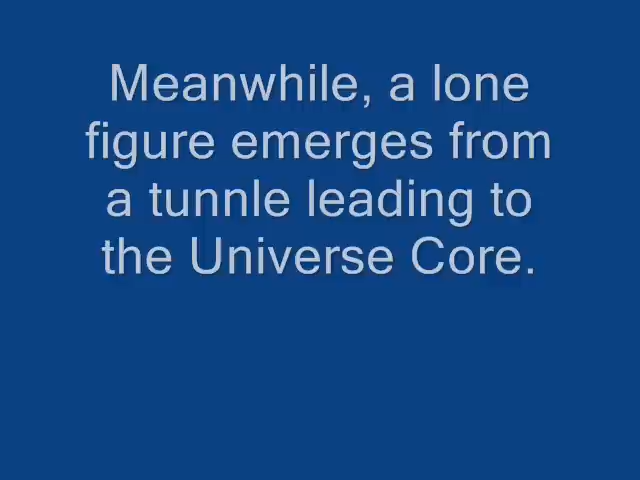 Meanwhile, a lone
figure emerges from
a tunnle leading to
the Universe Core.